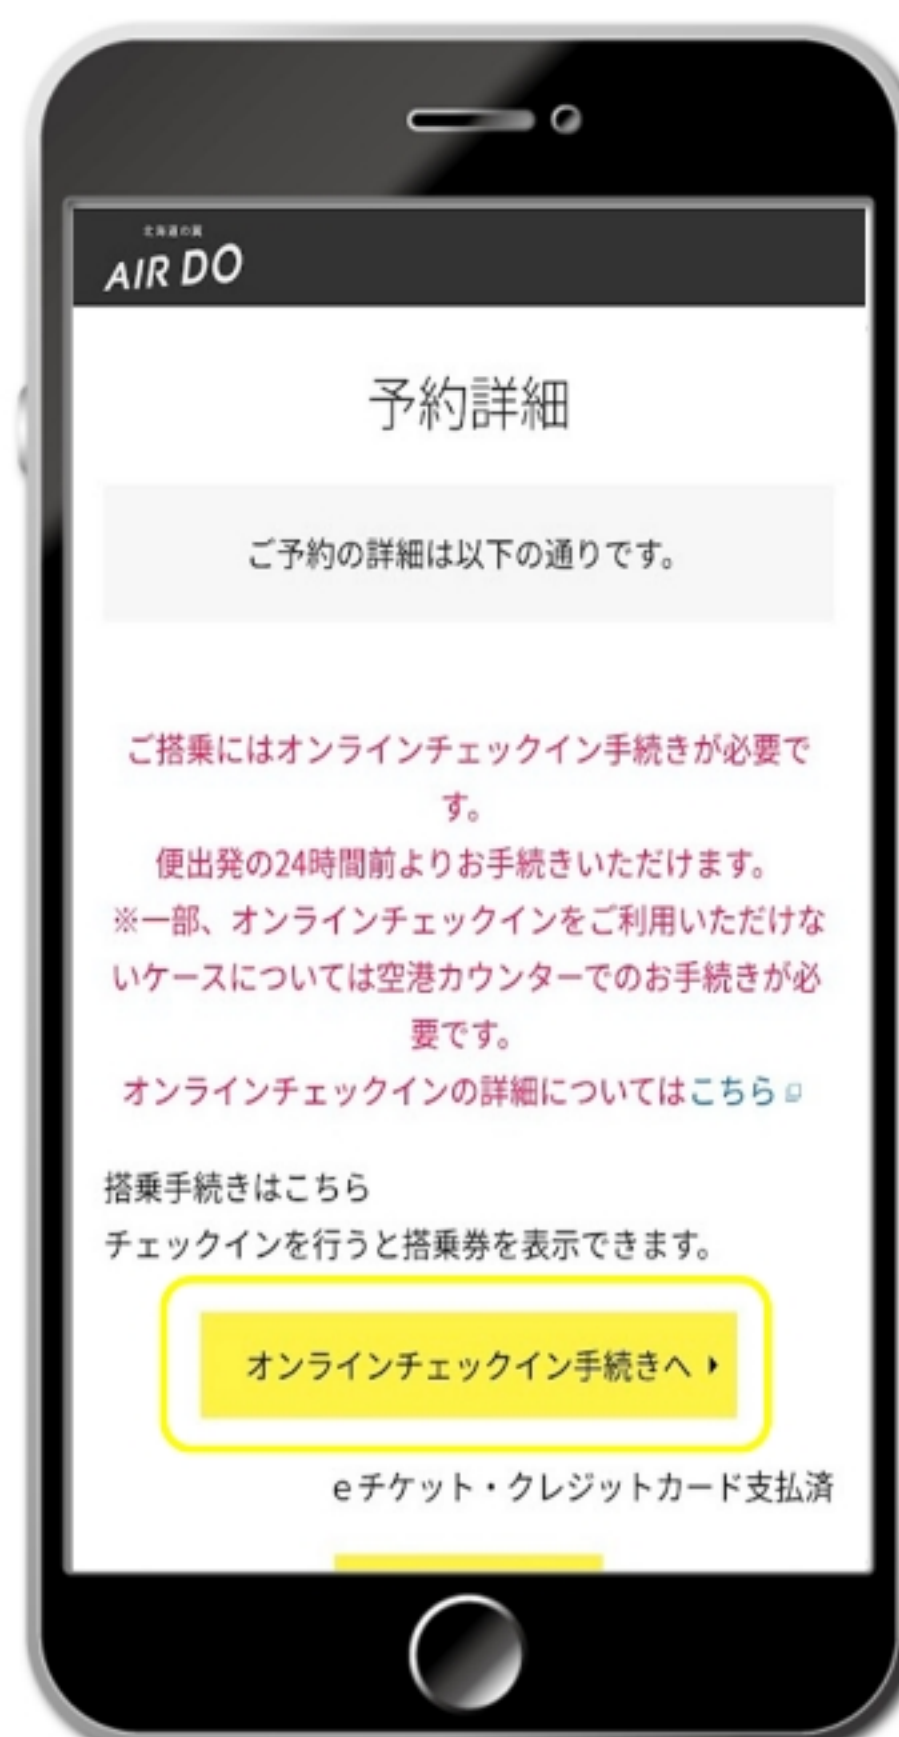 北海道の翼
AIR DO
予約詳細
ご予約の詳細は以下の通りです。
ご搭乗にはオンラインチェックイン手続きが必要で
す。
便出発の24時間前よりお手続きいただけます。
※一部、オンラインチェックインをご利用いただけな
いケースについては空港カウンターでのお手続きが必
要です。
オンラインチェックインの詳細についてはこちら
搭乗手続きはこちら
チェックインを行うと搭乗券を表示できます。
オンラインチェックイン手続きへ
eチケット・クレジットカード支払済